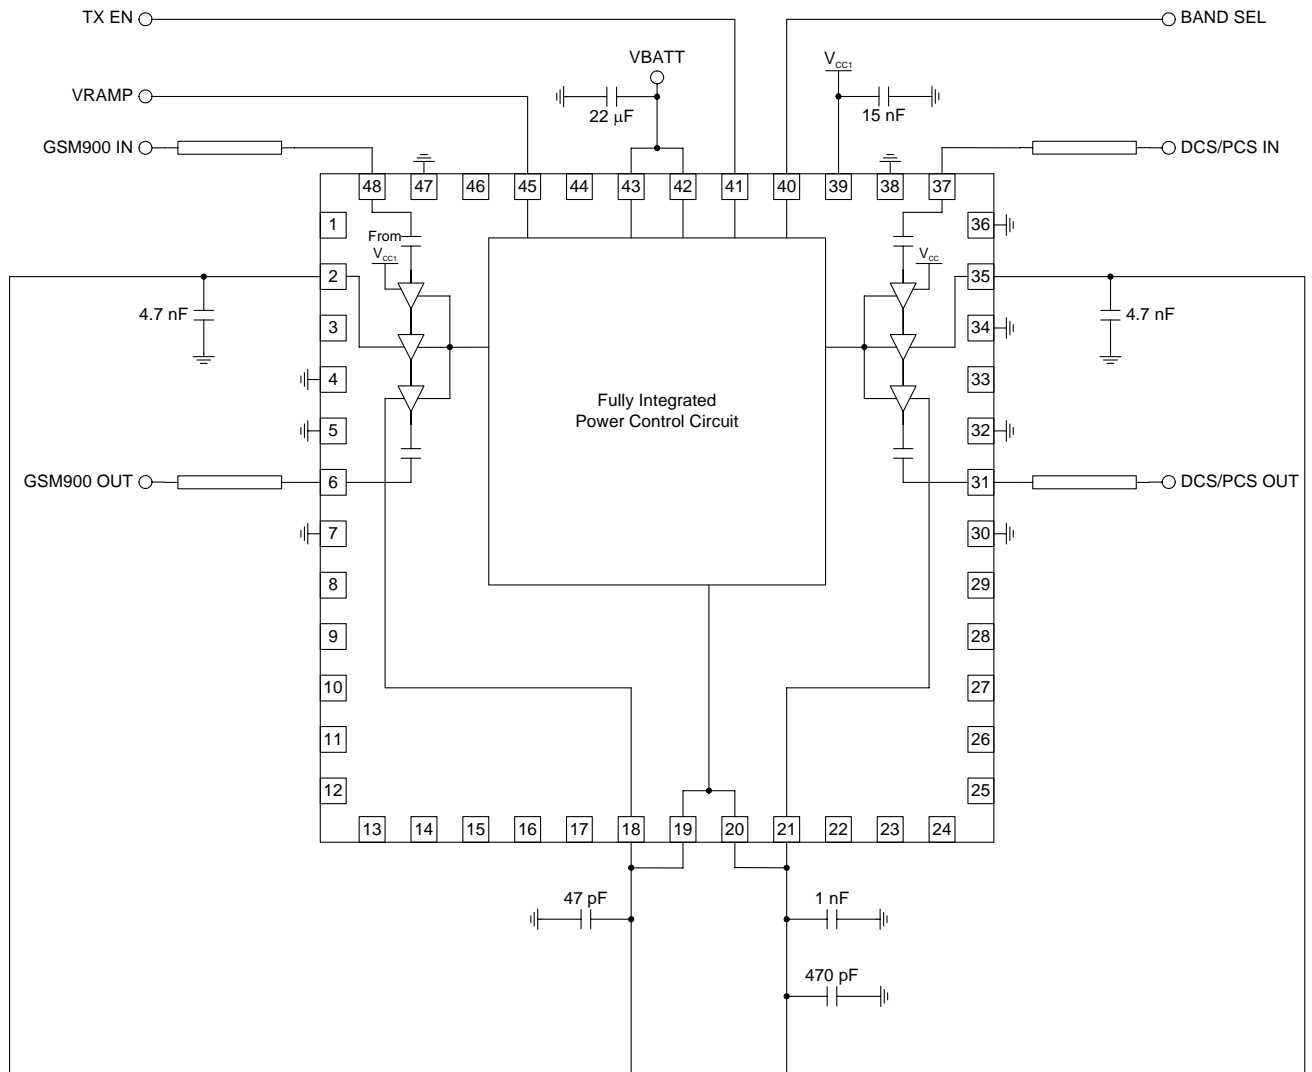 TX EN
BAND SEL
VBATT
VCC1
VRAMP
22 μF
15 nF
GSM900 IN
DCS/PCS IN
48
47
46
45
44
43
42
41
40
39
38
37
1
36
From
VCC1
VCC
2
35
4.7 nF
4.7 nF
3
34
4
33
Fully Integrated
Power Control Circuit
5
32
GSM900 OUT
6
31
DCS/PCS OUT
7
30
8
29
9
28
10
27
11
26
12
25
13
14
15
16
17
18
19
20
21
22
23
24
47 pF
1 nF
470 pF